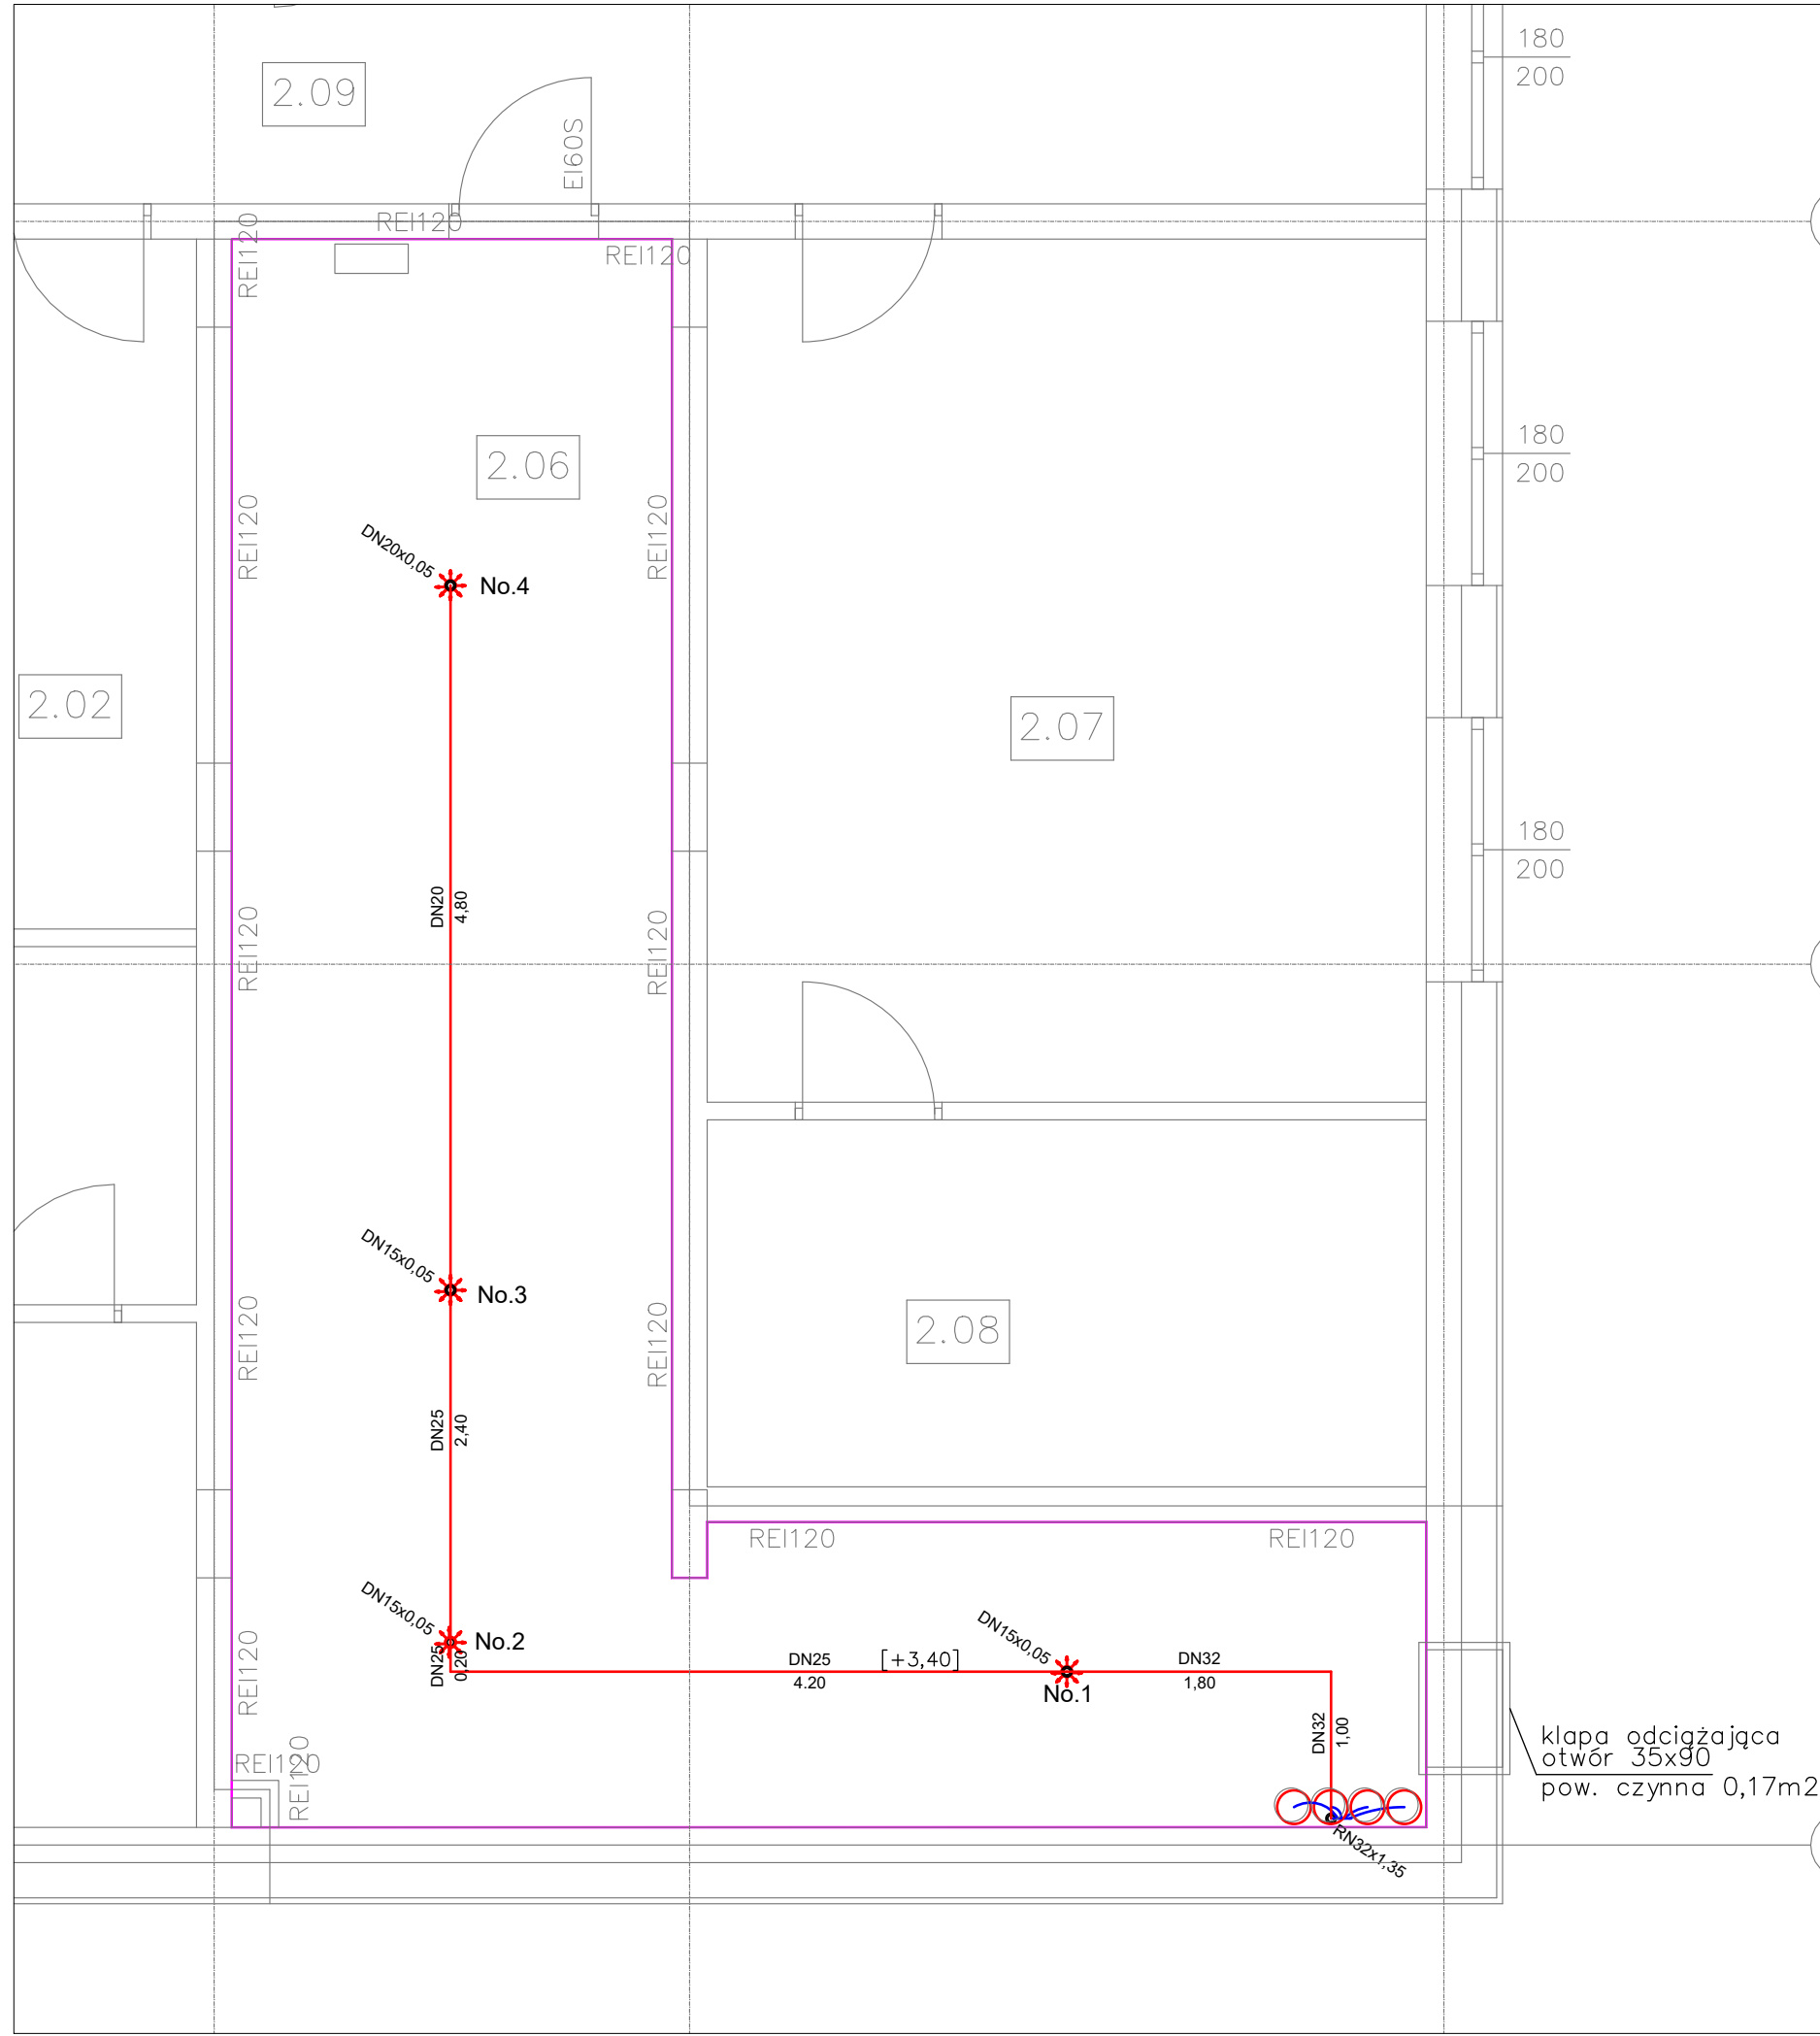 180
200
2.09
EI60S
REI120
REI120
REI120
180
200
2.06
REI120
REI120
DN20x0,05
No.4
2.02
2.07
180
200
DN20
4,80
REI120
REI120
DN15x0,05
No.3
REI120
REI120
2.08
DN25
2,40
REI120
REI120
DN15x0,05
No.2
DN25
0,20
REI120
DN25
4.20
[+3,40]
DN15x0,05
No.1
DN32
1,80
DN32
1,00
REI120
REI120
klapa odciążająca
otwór 35x90
pow. czynna 0,17m2
RN32x1,35